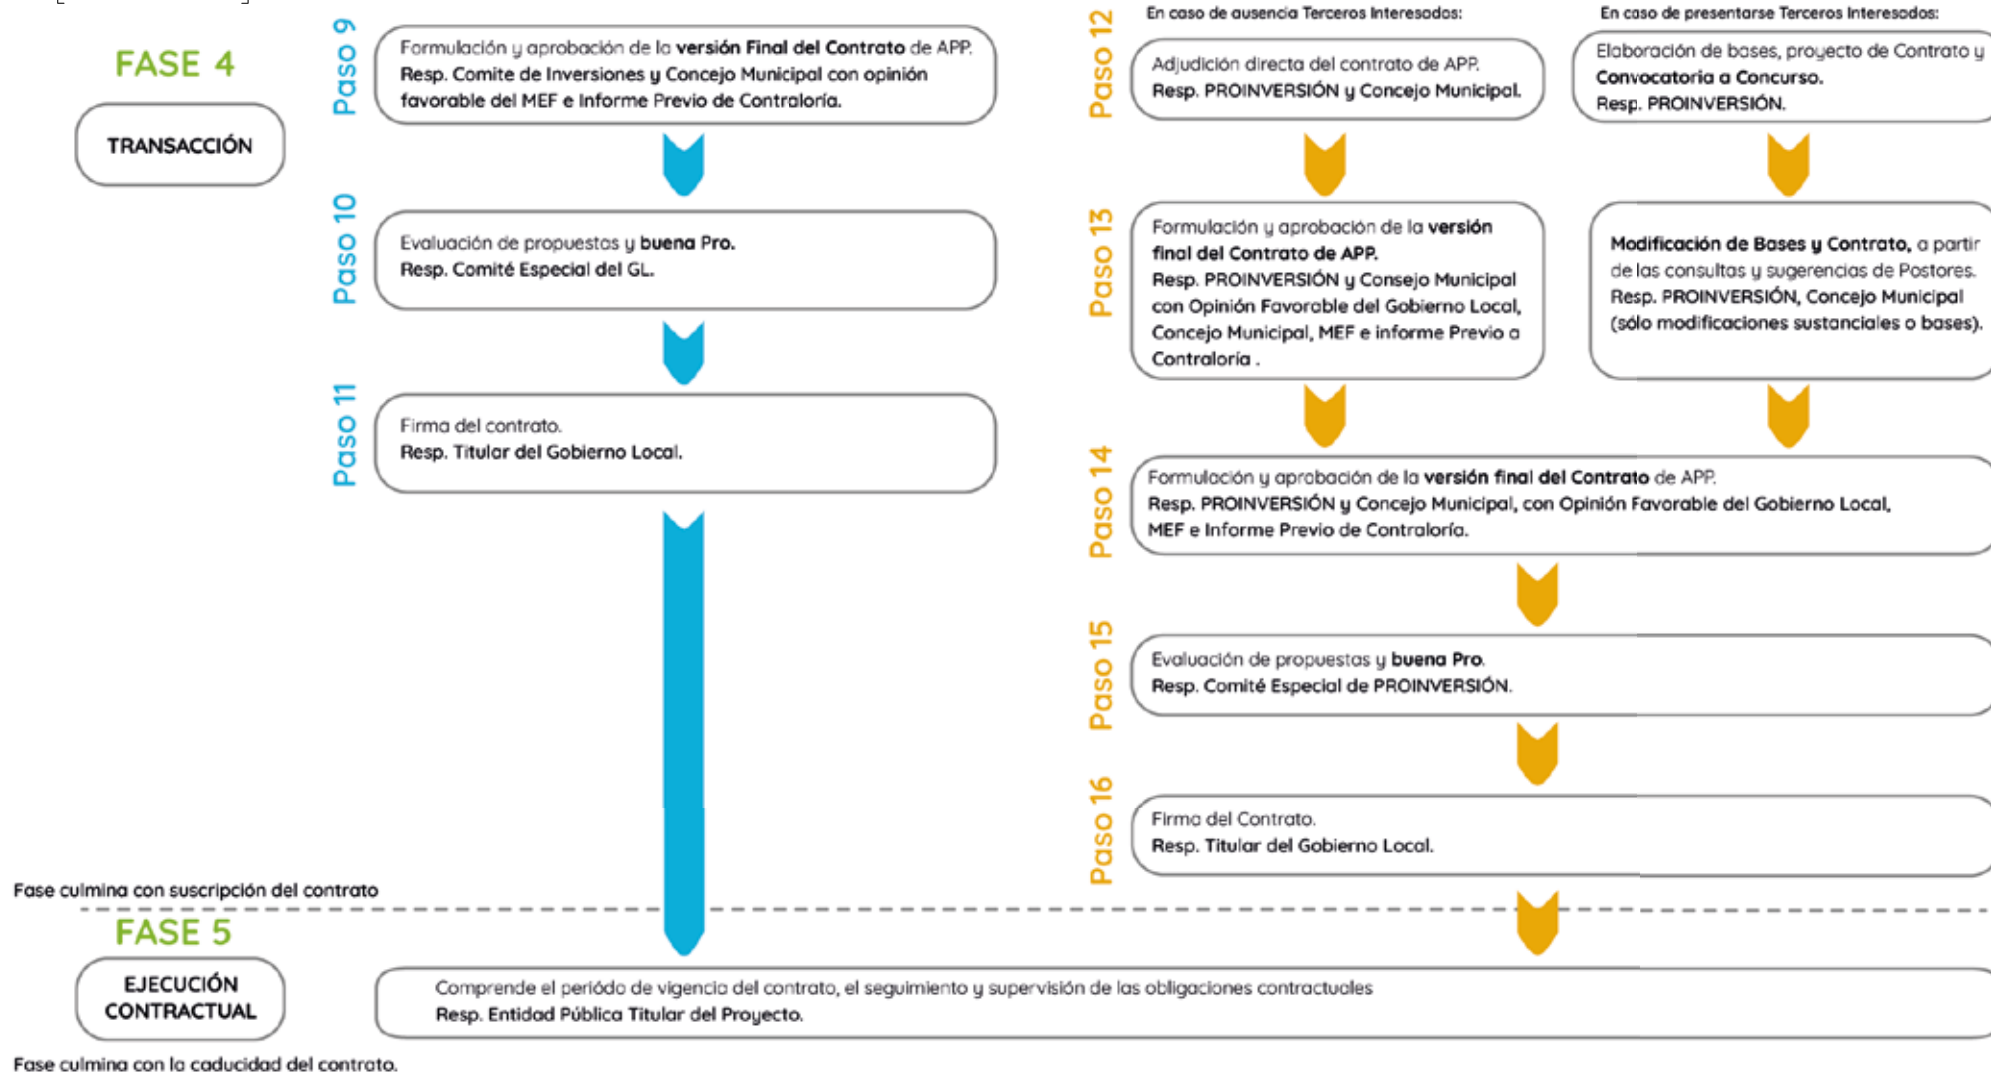 FASE 4
TRANSACCIÓN
Paso 9
Formulación y aprobación de la versión Final del Contrato de APP.
Resp. Comite de Inversiones y Concejo Municipal con opinión
favorable del MEF e Informe Previo de Contraloría.
Paso 10
Evaluación de propuestas y buena Pro.
Resp. Comité Especial del GL.
Paso 11
Firma del contrato.
Resp. Titular del Gobierno Local.
Paso 12
En caso de ausencia Terceros Interesados:
Adjudición directa del contrato de APP.
Resp. PROINVERSIÓN y Concejo Municipal.
En caso de presentarse Terceros Interesados:
Elaboración de bases, proyecto de Contrato y
Convocatoria a Concurso.
Resp. PROINVERSIÓN.
Paso 13
Formulación y aprobación de la versión
final del Contrato de APP.
Resp. PROINVERSIÓN y Consejo Municipal
con Opinión Favorable del Gobierno Local,
Concejo Municipal, MEF e informe Previo a
Contraloría .
Modificación de Bases y Contrato, a partir
de las consultas y sugerencias de Postores.
Resp. PROINVERSIÓN, Concejo Municipal
(sólo modificaciones sustanciales o bases).
Paso 14
Formulación y aprobación de la versión final del Contrato de APP.
Resp. PROINVERSIÓN y Concejo Municipal, con Opinión Favorable del Gobierno Local,
MEF e Informe Previo de Contraloría.
Paso 15
Evaluación de propuestas y buena Pro.
Resp. Comité Especial de PROINVERSIÓN.
Paso 16
Firma del Contrato.
Resp. Titular del Gobierno Local.
Fase culmina con suscripción del contrato
FASE 5
EJECUCIÓN
CONTRACTUAL
Comprende el periódo de vigencia del contrato, el seguimiento y supervisión de las obligaciones contractuales
Resp. Entidad Pública Titular del Proyecto.
Fase culmina con la caducidad del contrato.